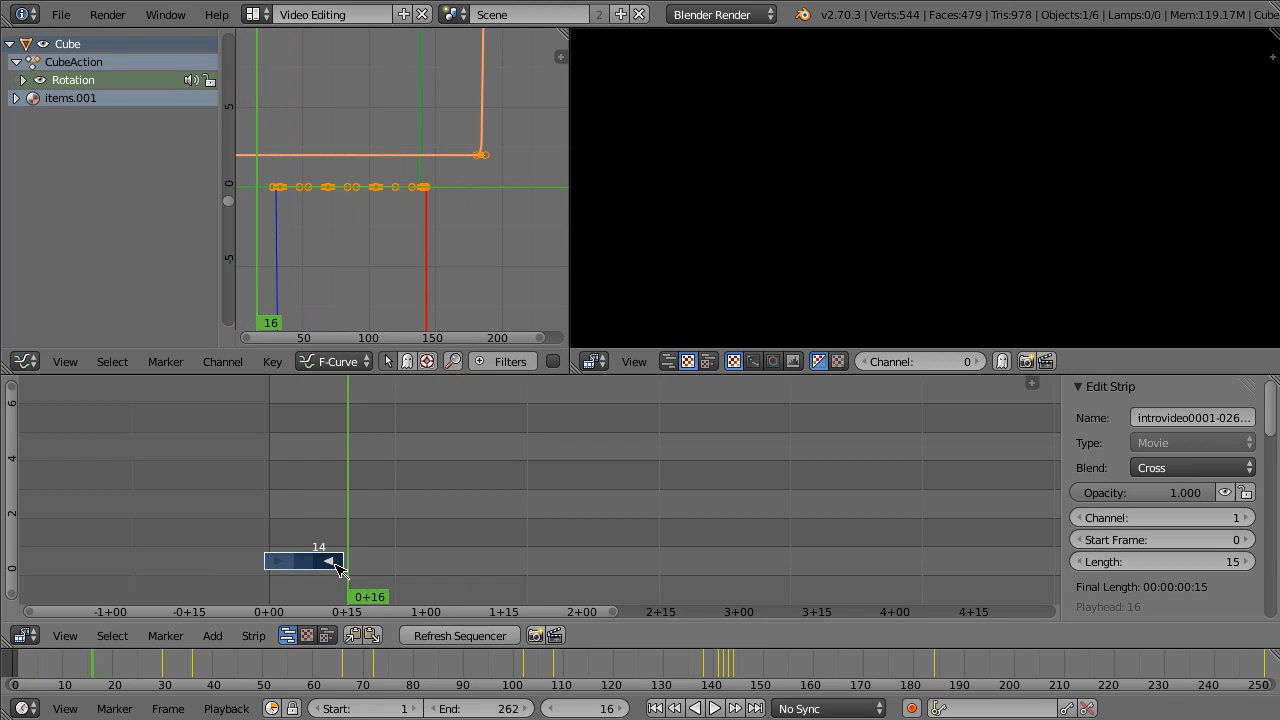 File Render Window Help Video Editing Scene 2 Blender Render v2.70.3 | Verts:544 | Faces:479 | Tris:978 | Objects:1/6 | Lamps:0/0 | Mem:119.17M | Cube
Cube
CubeAction
Rotation
items.001
5
0
-5
16
50 100 150 200
View Select Marker Channel Key F-Curve Filters
View Channel: 0
6
4
2
0
14
0+16
-1+00 -0+15 0+00 0+15 1+00 1+15 2+00 2+15 3+00 3+15 4+00 4+15
Edit Strip
Name: introvideo0001-026...
Type: Movie
Blend: Cross
Opacity: 1.000
Channel: 1
Start Frame: 0
Length: 15
Final Length: 00:00:00:15
Playhead: 16
View Select Marker Add Strip Refresh Sequencer
0 10 20 30 40 50 60 70 80 90 100 110 120 130 140 150 160 170 180 190 200 210 220 230 240 250
View Marker Frame Playback Start: 1 End: 262 16 No Sync